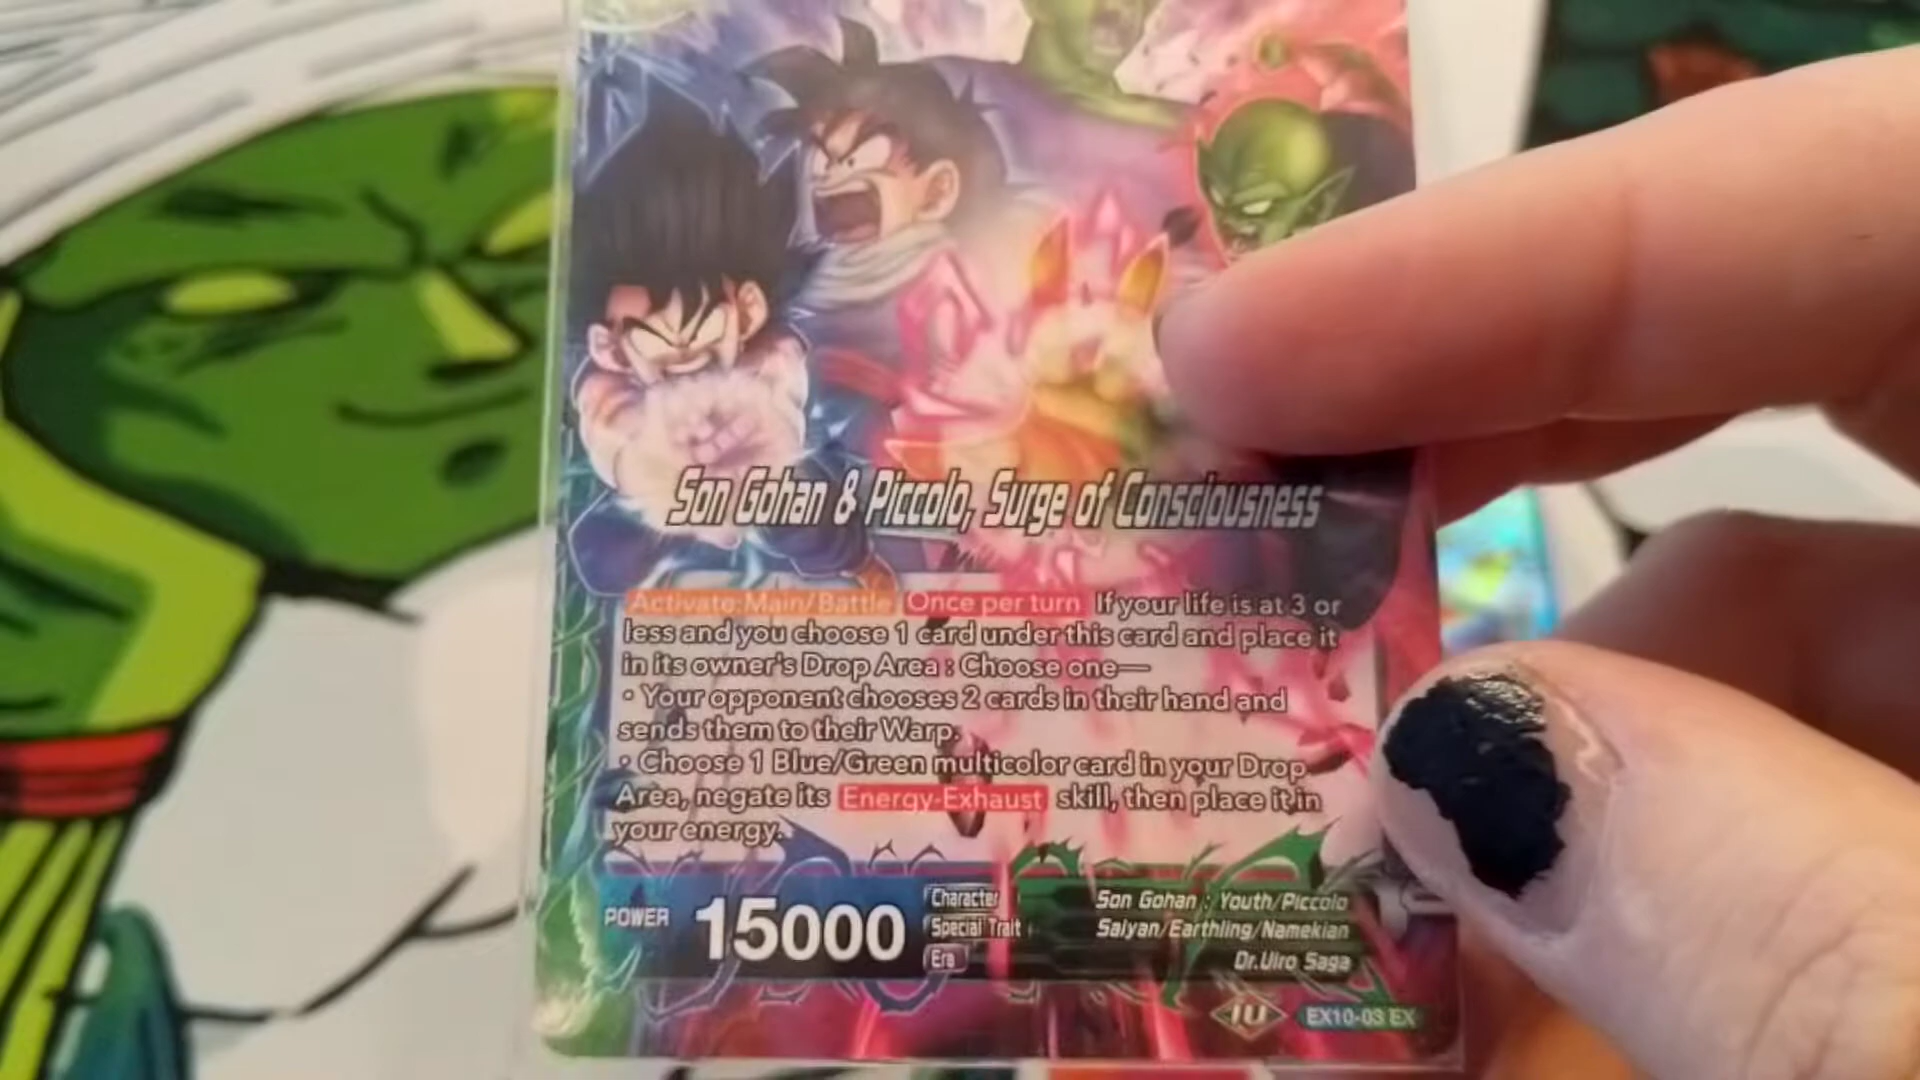 Son Gohan & Piccolo, Surge of Consciousness
Activate:Main/Battle Once per turn If your life is at 3 or
less and you choose 1 card under this card and place it
in its owner's Drop Area : Choose one—
• Your opponent chooses 2 cards in their hand and
sends them to their Warp.
• Choose 1 Blue/Green multicolor card in your Drop
Area, negate its Energy-Exhaust skill, then place it in
your energy.
POWER 15000
Character Son Gohan : Youth/Piccolo
Special Trait Saiyan/Earthling/Namekian
Era Dr.Uiro Saga
IU EX10-03 EX